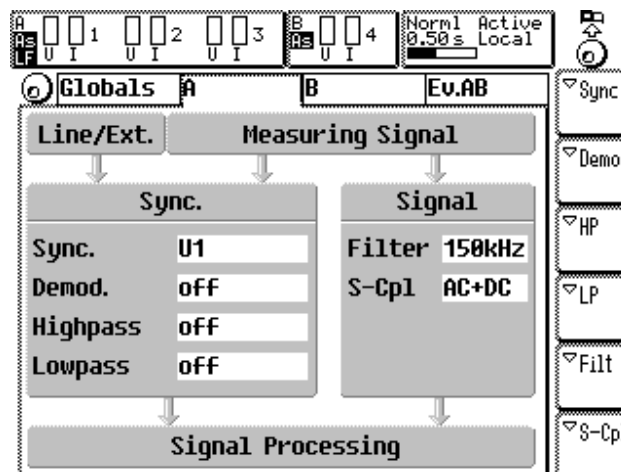 A
As
LF
U I 1
U I 2
U I 3
B
As
U I 4
Norml Active
0.50s Local
Globals A B Ev.AB
Line/Ext. Measuring Signal
Sync. Signal
Sync. U1
Demod. off
Highpass off
Lowpass off
Filter 150kHz
S-Cpl AC+DC
Signal Processing
Sync
Demo
HP
LP
Filt
S-Cp